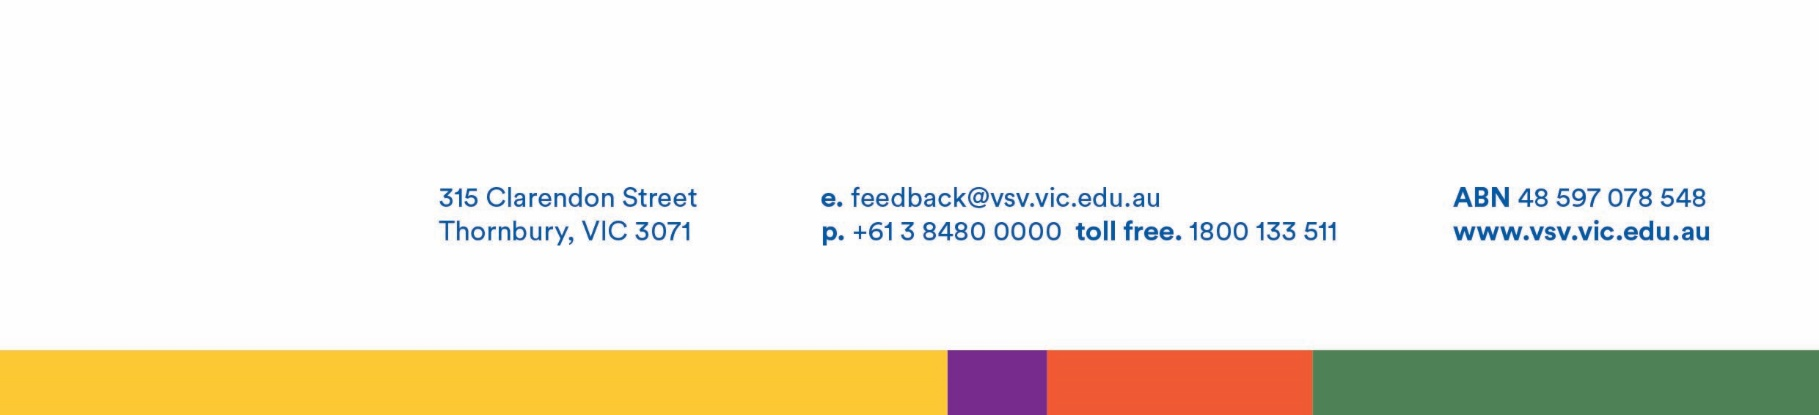 315 Clarendon Street
Thornbury, VIC 3071
e. feedback@vsv.vic.edu.au
p. +61 3 8480 0000 toll free. 1800 133 511
ABN 48 597 078 548
www.vsv.vic.edu.au